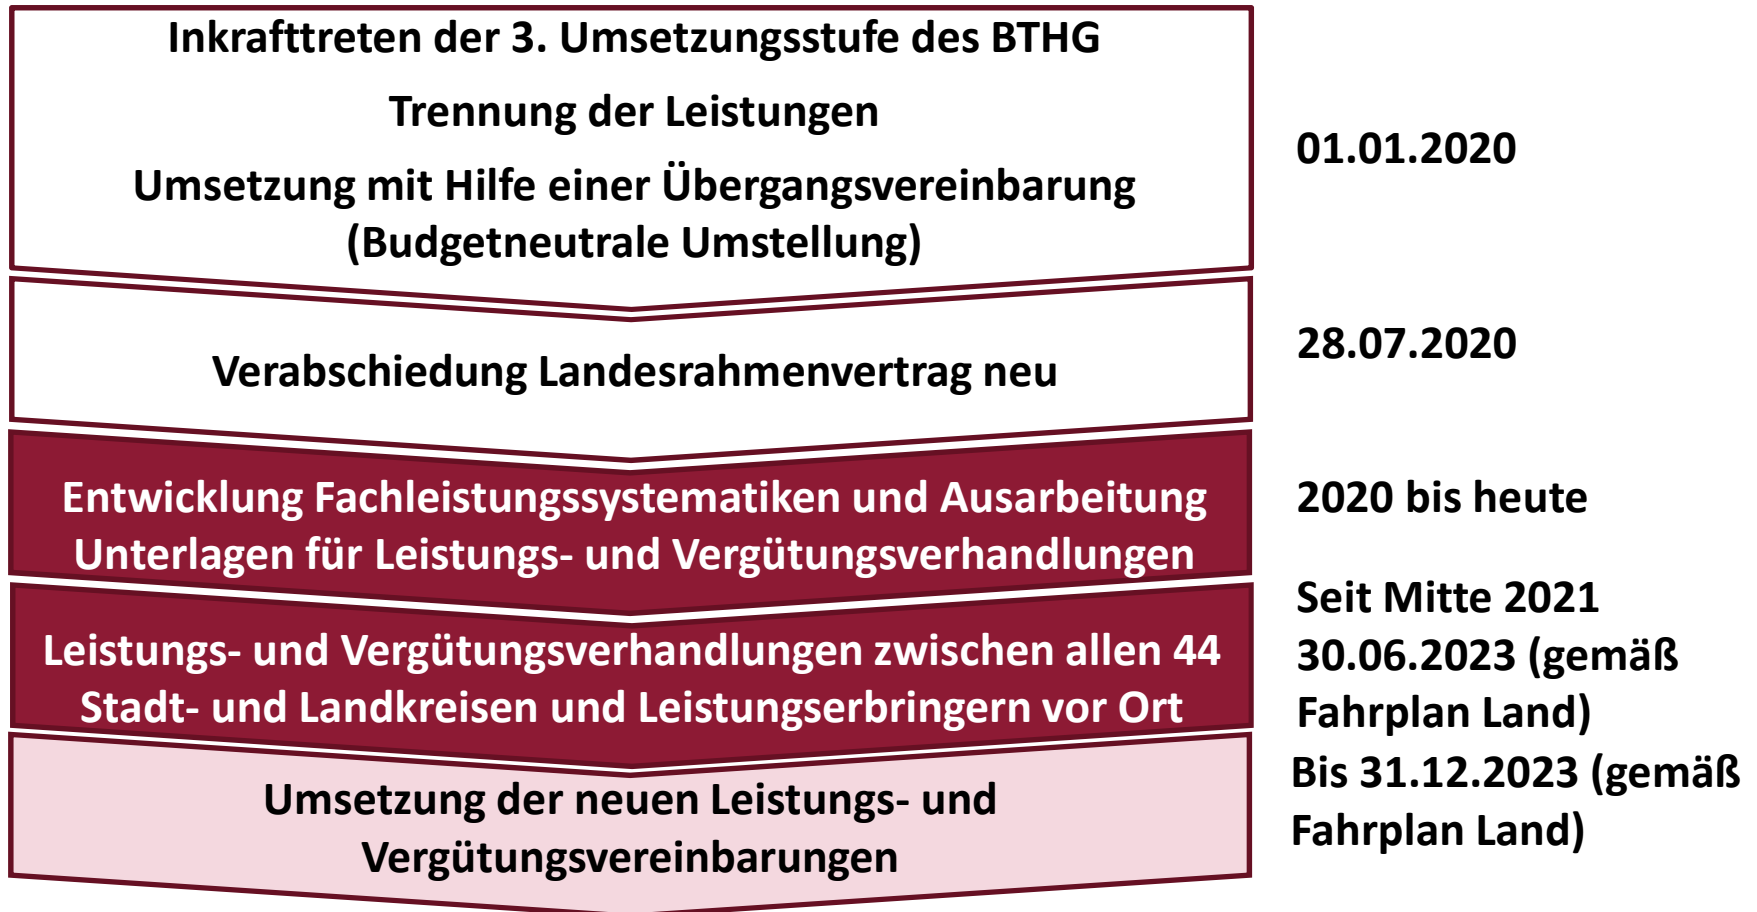 Inkrafttreten der 3. Umsetzungsstufe des BTHG
Trennung der Leistungen
Umsetzung mit Hilfe einer Übergangsvereinbarung
(Budgetneutrale Umstellung)
01.01.2020
Verabschiedung Landesrahmenvertrag neu
28.07.2020
Entwicklung Fachleistungssystematiken und Ausarbeitung
Unterlagen für Leistungs- und Vergütungsverhandlungen
2020 bis heute
Leistungs- und Vergütungsverhandlungen zwischen allen 44
Stadt- und Landkreisen und Leistungserbringern vor Ort
Seit Mitte 2021
30.06.2023 (gemäß
Fahrplan Land)
Umsetzung der neuen Leistungs- und
Vergütungsvereinbarungen
Bis 31.12.2023 (gemäß
Fahrplan Land)